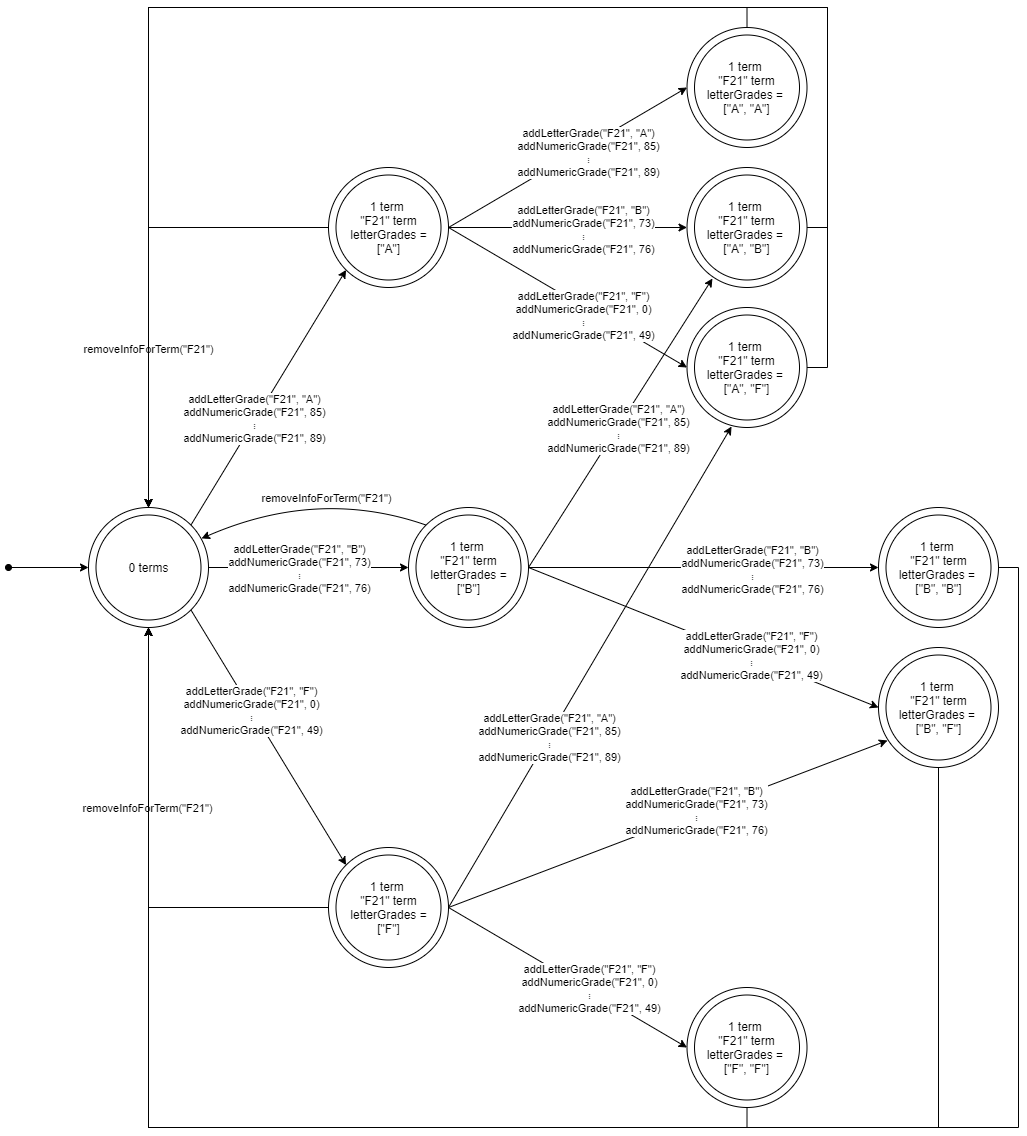 1 term
"F21" term
letterGrades =
["A", "A"]
addLetterGrade("F21", "A")
addNumericGrade("F21", 85)
⋮
addNumericGrade("F21", 89)
1 term
"F21" term
letterGrades =
["A"]
addLetterGrade("F21", "B")
addNumericGrade("F21", 73)
⋮
addNumericGrade("F21", 76)
1 term
"F21" term
letterGrades =
["A", "B"]
addLetterGrade("F21", "F")
addNumericGrade("F21", 0)
⋮
addNumericGrade("F21", 49)
1 term
"F21" term
letterGrades =
["A", "F"]
removeInfoForTerm("F21")
addLetterGrade("F21", "A")
addNumericGrade("F21", 85)
⋮
addNumericGrade("F21", 89)
addLetterGrade("F21", "A")
addNumericGrade("F21", 85)
⋮
addNumericGrade("F21", 89)
removeInfoForTerm("F21")
0 terms
addLetterGrade("F21", "B")
addNumericGrade("F21", 73)
⋮
addNumericGrade("F21", 76)
1 term
"F21" term
letterGrades =
["B"]
addLetterGrade("F21", "B")
addNumericGrade("F21", 73)
⋮
addNumericGrade("F21", 76)
1 term
"F21" term
letterGrades =
["B", "B"]
addLetterGrade("F21", "F")
addNumericGrade("F21", 0)
⋮
addNumericGrade("F21", 49)
1 term
"F21" term
letterGrades =
["B", "F"]
addLetterGrade("F21", "F")
addNumericGrade("F21", 0)
⋮
addNumericGrade("F21", 49)
addLetterGrade("F21", "A")
addNumericGrade("F21", 85)
⋮
addNumericGrade("F21", 89)
removeInfoForTerm("F21")
addLetterGrade("F21", "B")
addNumericGrade("F21", 73)
⋮
addNumericGrade("F21", 76)
1 term
"F21" term
letterGrades =
["F"]
addLetterGrade("F21", "F")
addNumericGrade("F21", 0)
⋮
addNumericGrade("F21", 49)
1 term
"F21" term
letterGrades =
["F", "F"]